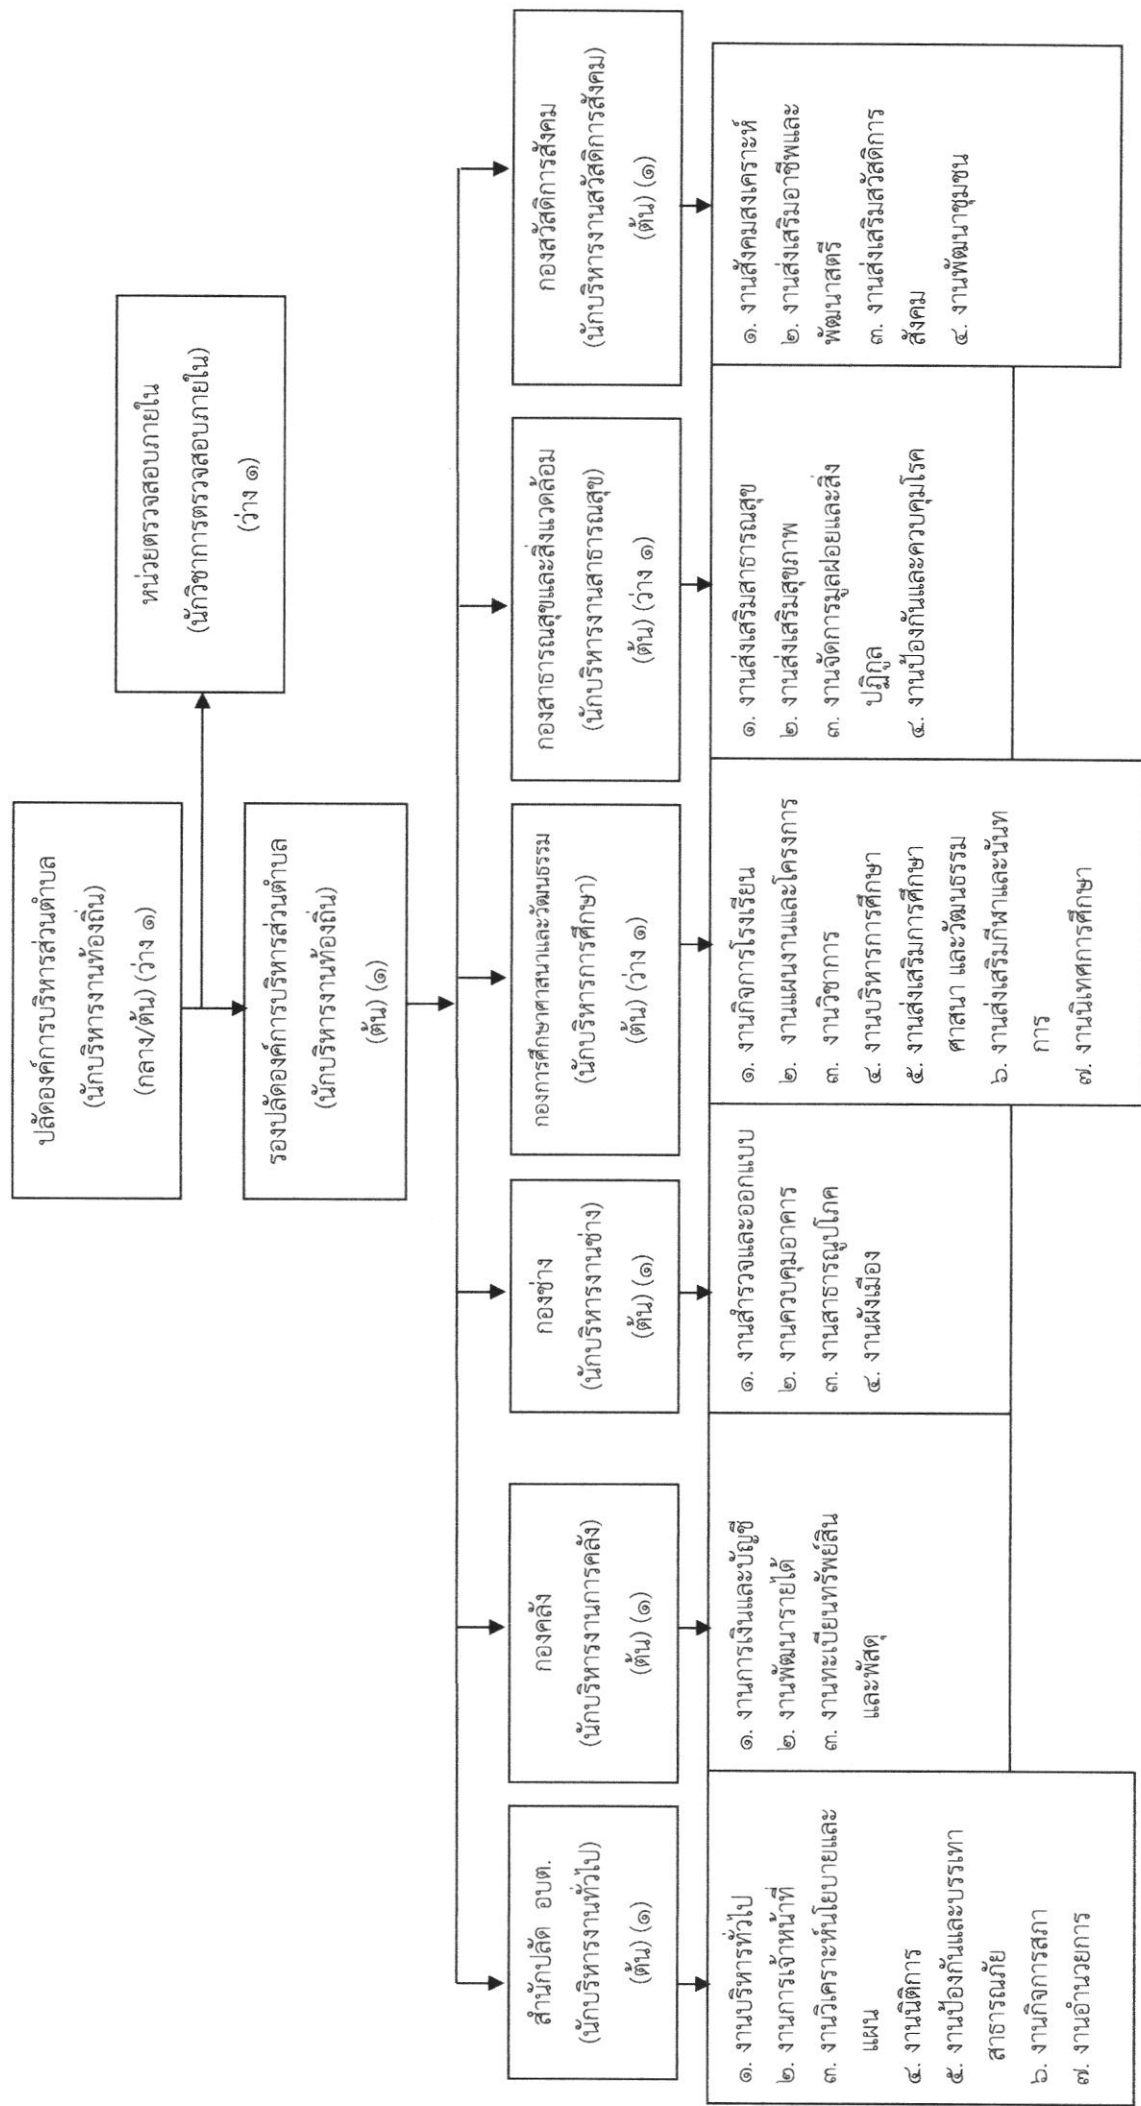 ปลัดองค์การบริหารส่วนตำบล
(นักบริหารงานท้องถิ่น)
(กลาง/ต้น) (ว่าง ๑)
หน่วยตรวจสอบภายใน
(นักวิชาการตรวจสอบภายใน)
(ว่าง ๑)
รองปลัดองค์การบริหารส่วนตำบล
(นักบริหารงานท้องถิ่น)
(ต้น) (๑)
สำนักปลัด อบต.
(นักบริหารงานทั่วไป)
(ต้น) (๑)
กองคลัง
(นักบริหารงานการคลัง)
(ต้น) (๑)
กองช่าง
(นักบริหารงานช่าง)
(ต้น) (๑)
กองการศึกษาศาสนาและวัฒนธรรม
(นักบริหารการศึกษา)
(ต้น) (ว่าง ๑)
กองสาธารณสุขและสิ่งแวดล้อม
(นักบริหารงานสาธารณสุข)
(ต้น) (ว่าง ๑)
กองสวัสดิการสังคม
(นักบริหารงานสวัสดิการสังคม)
(ต้น) (๑)
๑. งานบริหารทั่วไป
๒. งานการเจ้าหน้าที่
๓. งานวิเคราะห์นโยบายและ
แผน
๔. งานนิติการ
๕. งานป้องกันและบรรเทา
สาธารณภัย
๖. งานกิจการสภา
๗. งานอำนวยการ
๑. งานการเงินและบัญชี
๒. งานพัฒนารายได้
๓. งานทะเบียนทรัพย์สิน
และพัสดุ
๑. งานสำรวจและออกแบบ
๒. งานควบคุมอาคาร
๓. งานสาธารณูปโภค
๔. งานผังเมือง
๑. งานกิจการโรงเรียน
๒. งานแผนงานและโครงการ
๓. งานวิชาการ
๔. งานบริหารการศึกษา
๕. งานส่งเสริมการศึกษา
ศาสนา และวัฒนธรรม
๖. งานส่งเสริมกีฬาและนันท
การ
๗. งานนิเทศการศึกษา
๑. งานส่งเสริมสาธารณสุข
๒. งานส่งเสริมสุขภาพ
๓. งานจัดการมูลฝอยและสิ่ง
ปฏิกูล
๔. งานป้องกันและควบคุมโรค
๑. งานสังคมสงเคราะห์
๒. งานส่งเสริมอาชีพและ
พัฒนาสตรี
๓. งานส่งเสริมสวัสดิการ
สังคม
๔. งานพัฒนาชุมชน